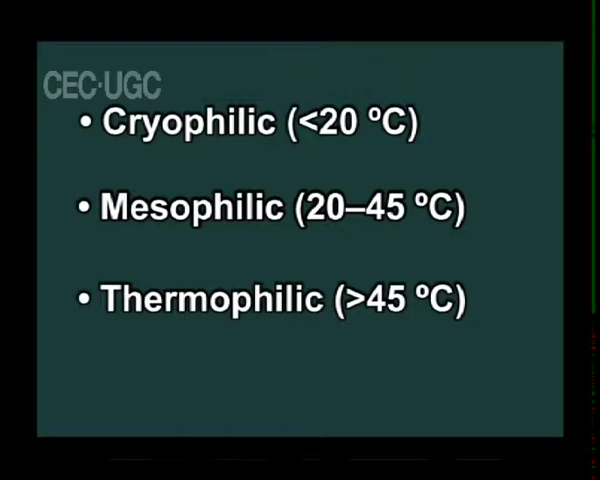 CEC-UGC
• Cryophilic (<20 ºC)
• Mesophilic (20–45 ºC)
• Thermophilic (>45 ºC)